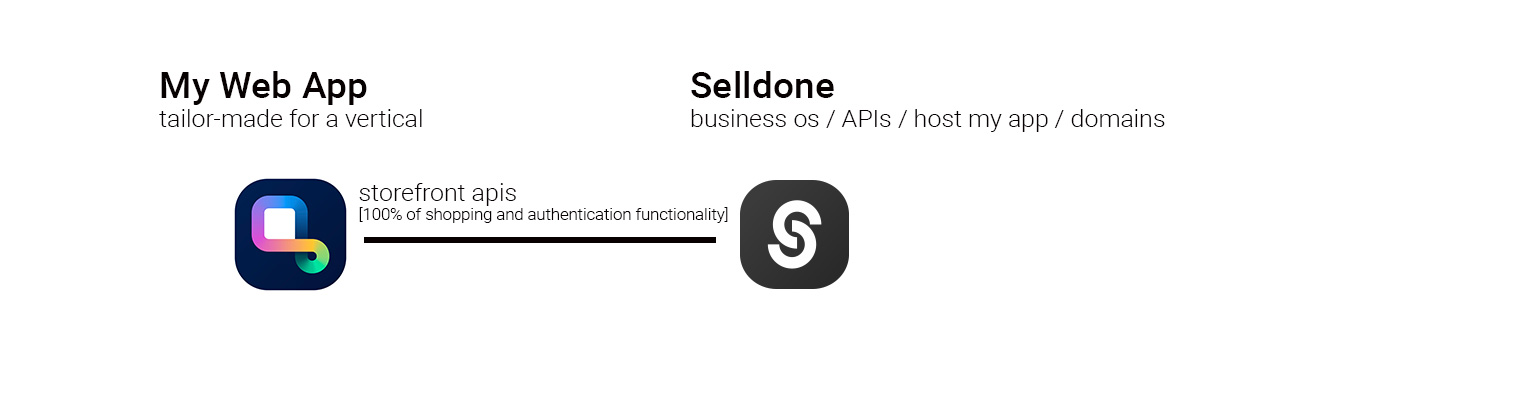 My Web App
tailor-made for a vertical
Selldone
business os / APIs / host my app / domains
storefront apis
[100% of shopping and authentication functionality]